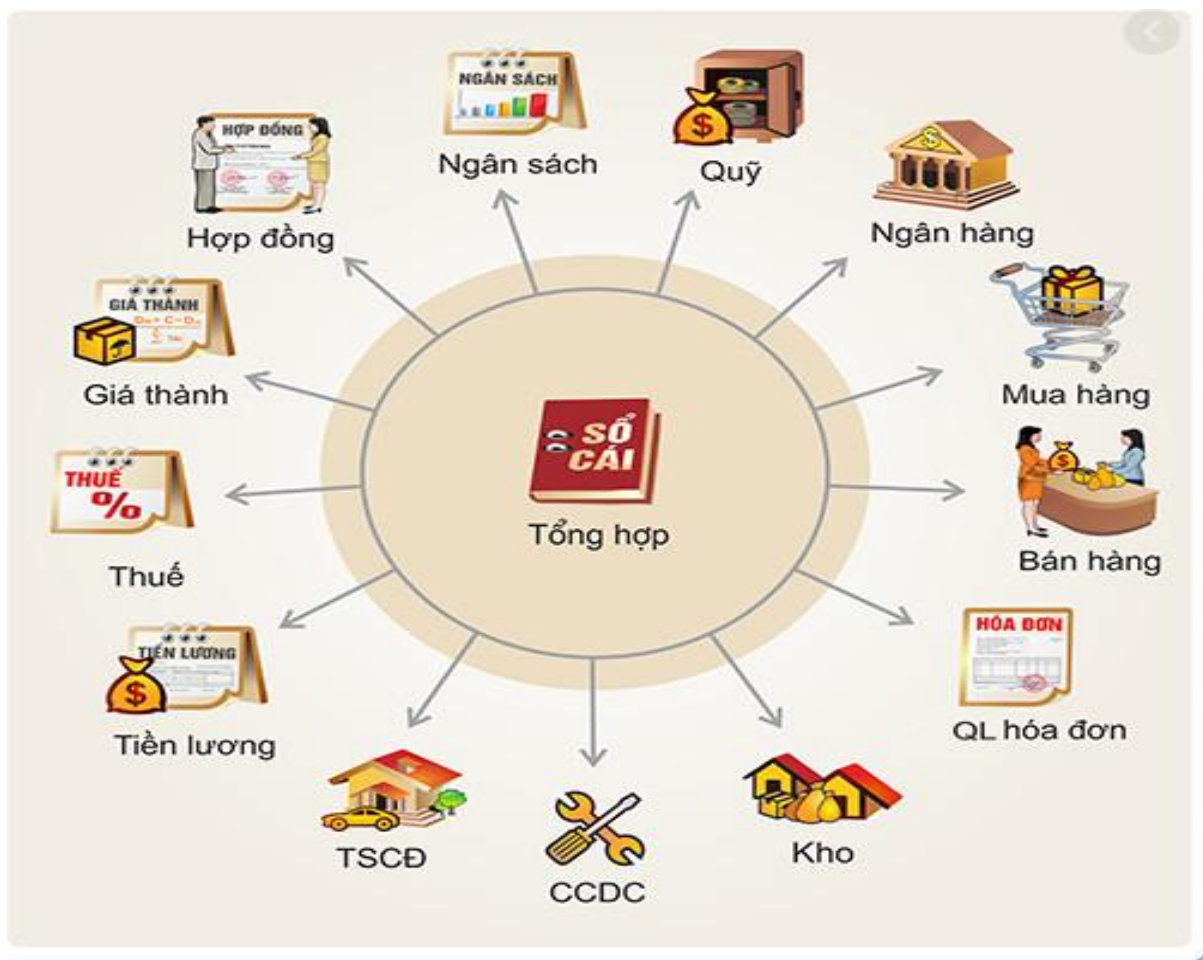 NGÂN SÁCH
Ngân sách
$
Quỹ
HỢP ĐỒNG
Hợp đồng
$
Ngân hàng
GIÁ THÀNH
Giá thành
Mua hàng
SỔ
CÁI
Tổng hợp
THUẾ
%
Thuế
$
Bán hàng
TIỀN LƯƠNG
$
Tiền lương
HÓA ĐƠN
QL hóa đơn
TSCĐ
CCDC
Kho